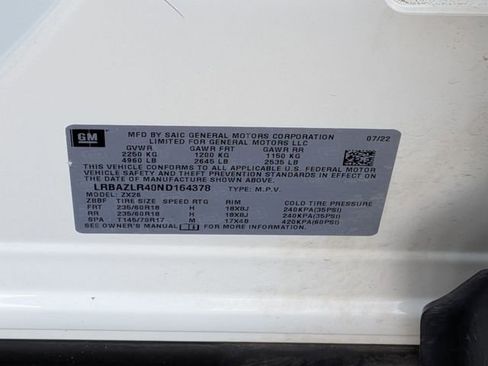 GM
MFD BY SAIC GENERAL MOTORS CORPORATION
LIMITED FOR GENERAL MOTORS LLC
07/22
GVWR GAWR FRT GAWR RR
2250 KG 1200 KG 1150 KG
4960 LB 2645 LB 2535 LB
THIS VEHICLE CONFORMS TO ALL APPLICABLE U.S. FEDERAL MOTOR
VEHICLE SAFETY, BUMPER, AND THEFT PREVENTION
STANDARDS IN EFFECT ON THE DATE OF MANUFACTURE SHOWN ABOVE.
LRBAZLR40ND164378 TYPE: M.P.V.
MODEL: ZX26
TIRE SIZE SPEED RTG RIM COLD TIRE PRESSURE
FRT 235/60R18 H 18X8J 240KPA(35PSI)
RR 235/60R18 H 18X8J 240KPA(35PSI)
SPA T145/70R17 M 17X4B 420KPA(60PSI)
SEE OWNER'S MANUAL FOR MORE INFORMATION